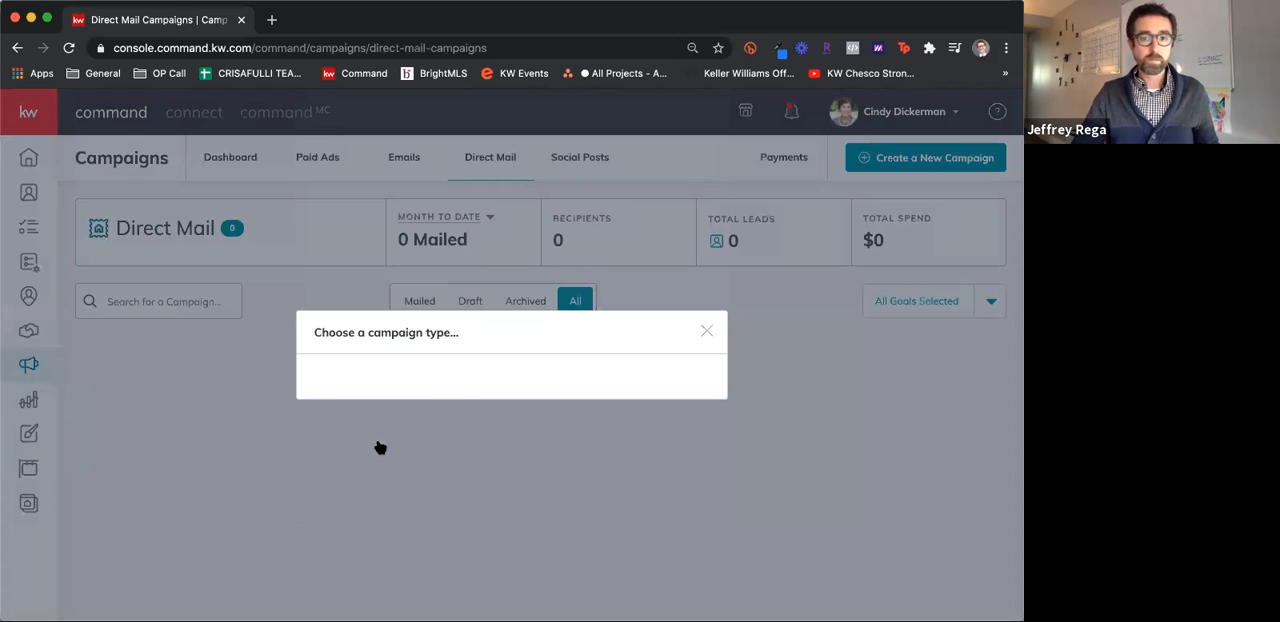 Direct Mail Campaigns | Camp
console.command.kw.com/command/campaigns/direct-mail-campaigns
Apps General OP Call CRISAFULLI TEA... kw Command BrightMLS KW Events All Projects - A... Keller Williams Off... KW Chesco Stron... »
kw command connect command MC Cindy Dickerman ?
Campaigns Dashboard Paid Ads Emails Direct Mail Social Posts Payments Create a New Campaign
Direct Mail 0
MONTH TO DATE
0 Mailed
RECIPIENTS
0
TOTAL LEADS
0
TOTAL SPEND
$0
Search for a Campaign... Mailed Draft Archived All All Goals Selected
Choose a campaign type...
Jeffrey Rega